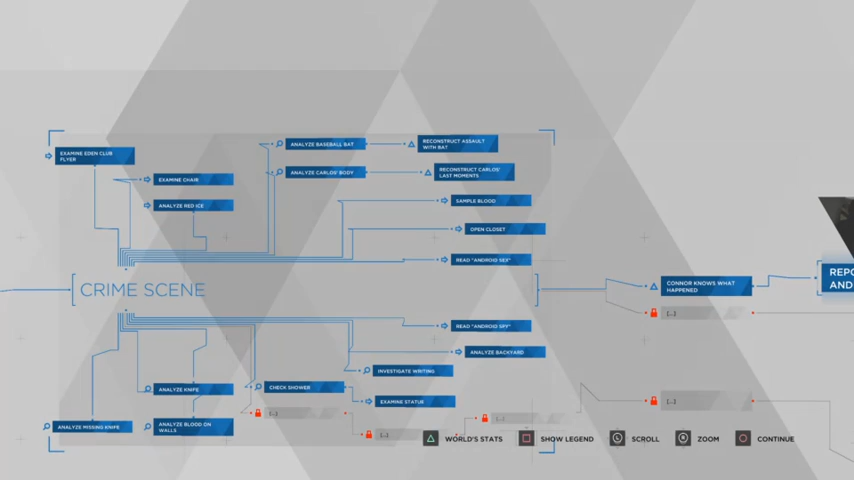 EXAMINE EDEN CLUB
FLYER
EXAMINE CHAIR
ANALYZE RED ICE
ANALYZE BASEBALL BAT
RECONSTRUCT ASSAULT
WITH BAT
ANALYZE CARLOS' BODY
RECONSTRUCT CARLOS'
LAST MOMENTS
SAMPLE BLOOD
OPEN CLOSET
READ "ANDROID SEX"
CRIME SCENE
CONNOR KNOWS WHAT
HAPPENED
REPO
AND
[...]
READ "ANDROID SPY"
ANALYZE BACKYARD
INVESTIGATE WRITING
ANALYZE KNIFE
CHECK SHOWER
EXAMINE STATUE
[...]
[...]
[...]
[...]
ANALYZE MISSING KNIFE
ANALYZE BLOOD ON
WALLS
WORLD'S STATS
SHOW LEGEND
L SCROLL
R ZOOM
CONTINUE